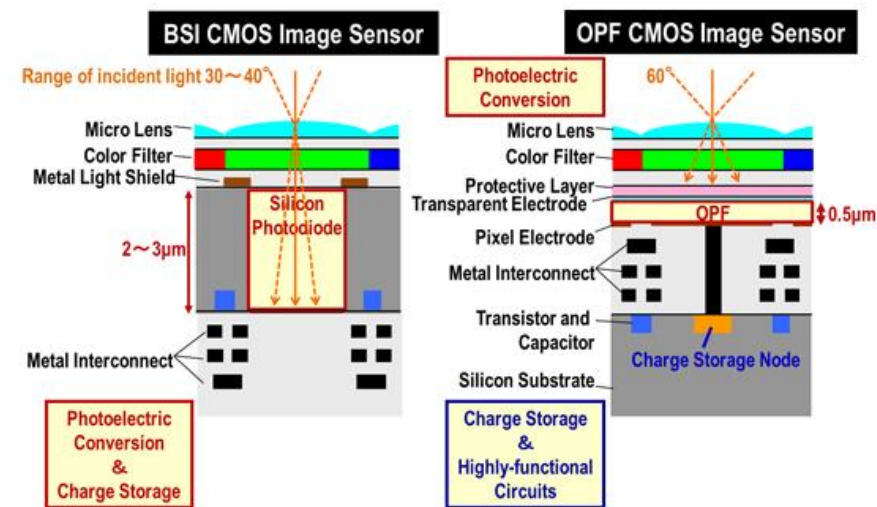 BSI CMOS Image Sensor
Range of incident light 30～40°
Micro Lens
Color Filter
Metal Light Shield
Silicon
Photodiode
2～3μm
Metal Interconnect
Photoelectric
Conversion
&
Charge Storage
OPF CMOS Image Sensor
Photoelectric
Conversion
60°
Micro Lens
Color Filter
Protective Layer
Transparent Electrode
OPF
0.5μm
Pixel Electrode
Metal Interconnect
Transistor and
Capacitor
Charge Storage Node
Silicon Substrate
Charge Storage
&
Highly-functional
Circuits